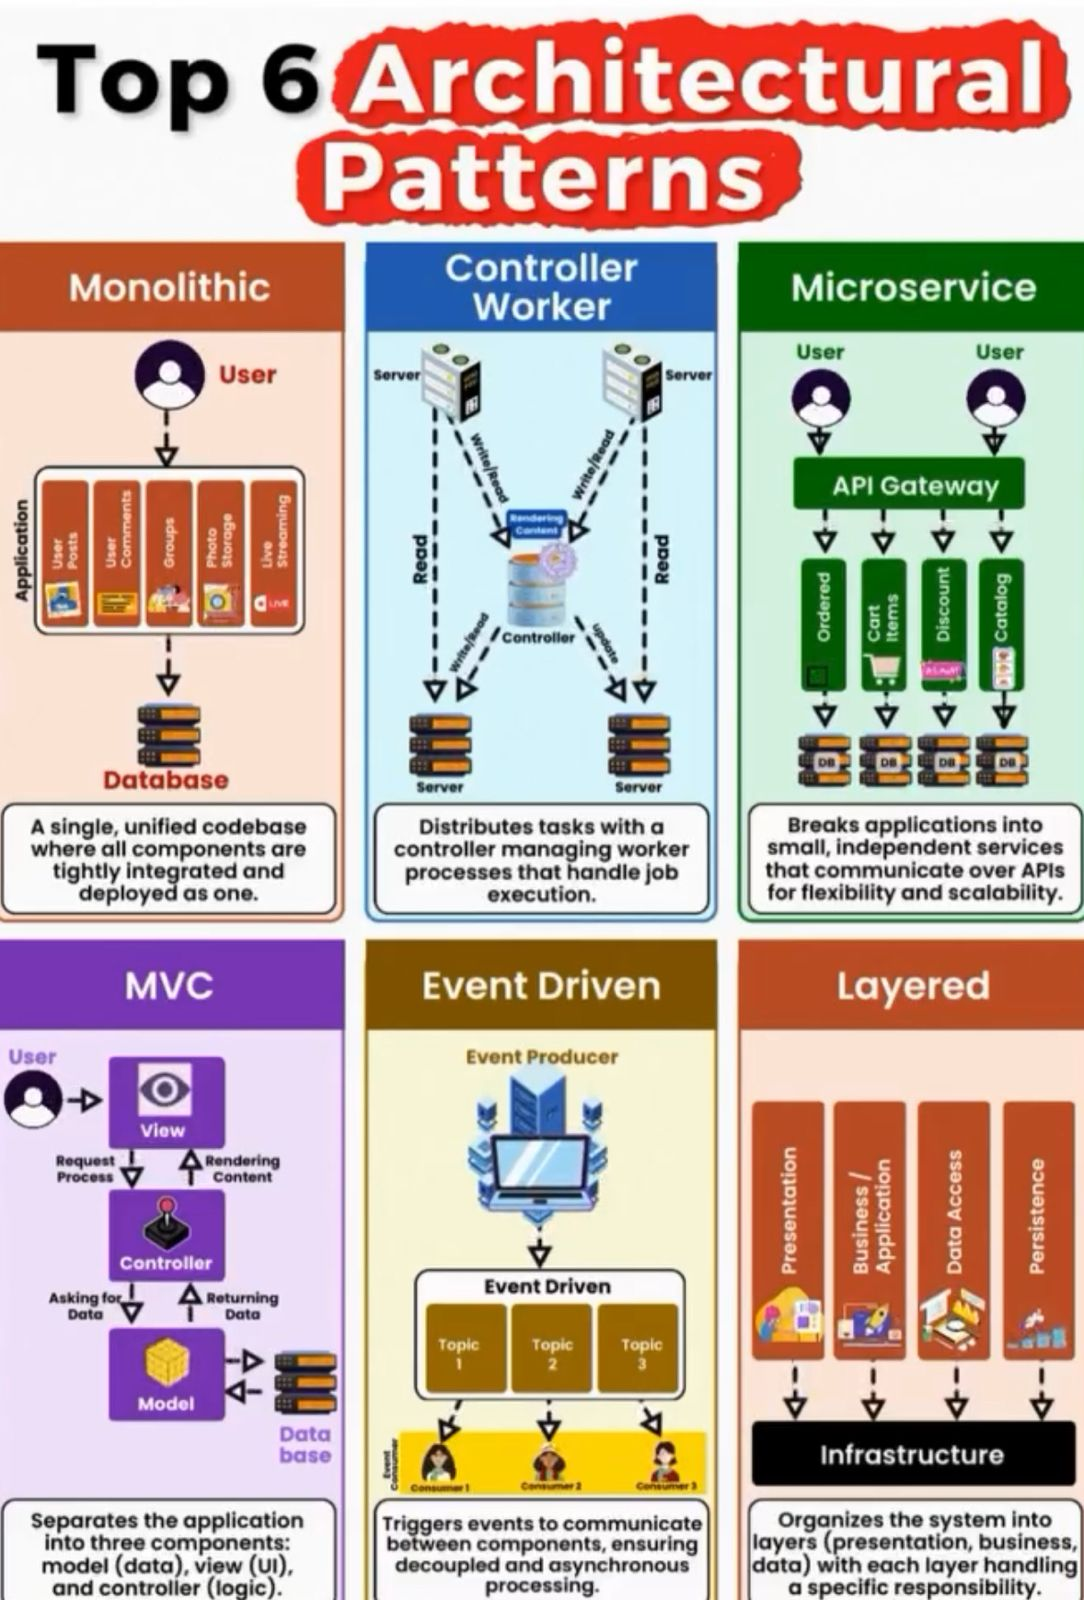 Top 6 Architectural
Patterns
Monolithic
User
Application
User
Posts
User
Comments
Groups
Photo
Storage
Live
Streaming
LIVE
Database
A single, unified codebase
where all components are
tightly integrated and
deployed as one.
Controller
Worker
Server
Server
Write/Read
Write/Read
Rendering
Content
Read
Read
Controller
Write/Read
update
Server
Server
Distributes tasks with a
controller managing worker
processes that handle job
execution.
Microservice
User
User
API Gateway
Ordered
Cart
Items
Discount
Catalog
DB
DB
DB
DB
Breaks applications into
small, independent services
that communicate over APIs
for flexibility and scalability.
MVC
User
View
Request
Process
Rendering
Content
Controller
Asking for
Data
Returning
Data
Model
Data
base
Separates the application
into three components:
model (data), view (UI),
and controller (logic).
Event Driven
Event Producer
Event Driven
Topic
1
Topic
2
Topic
3
Event
Consumer
Consumer 1
Consumer 2
Consumer 3
Triggers events to communicate
between components, ensuring
decoupled and asynchronous
processing.
Layered
Presentation
Business /
Application
Data Access
Persistence
Infrastructure
Organizes the system into
layers (presentation, business,
data) with each layer handling
a specific responsibility.